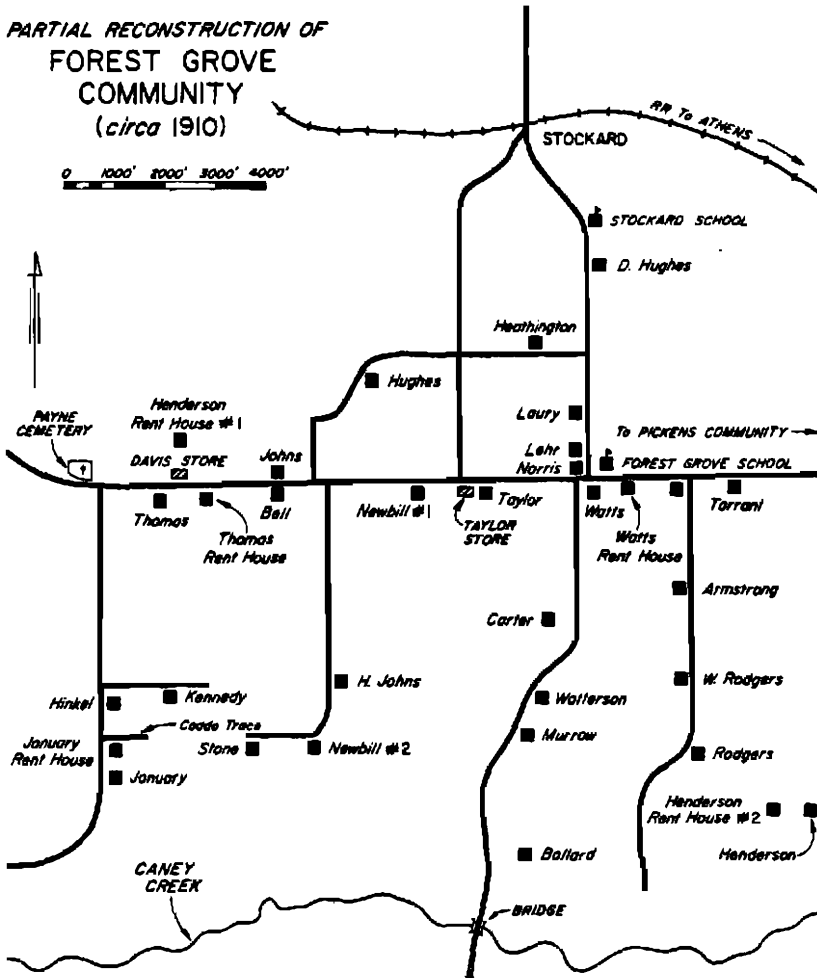 PARTIAL RECONSTRUCTION OF
FOREST GROVE
COMMUNITY
(circa 1910)
0 1000' 2000' 3000' 4000'
RR To ATHENS
STOCKARD
STOCKARD SCHOOL
D. Hughes
Heathington
Hughes
PAYNE
CEMETERY
Henderson
Rent House #1
DAVIS STORE
Johns
Laury
Lehr
Norris
To PICKENS COMMUNITY
FOREST GROVE SCHOOL
Thomas
Thomas
Rent House
Bell
Newbill #1
TAYLOR
STORE
Taylor
Watts
Watts
Rent House
Tarrant
Armstrong
Carter
H. Johns
W. Rodgers
Hinkel
Kennedy
Caddo Trace
January
Rent House
January
Stone
Newbill #2
Watterson
Murrow
Rodgers
Henderson
Rent House #2
Henderson
Ballard
CANEY
CREEK
BRIDGE